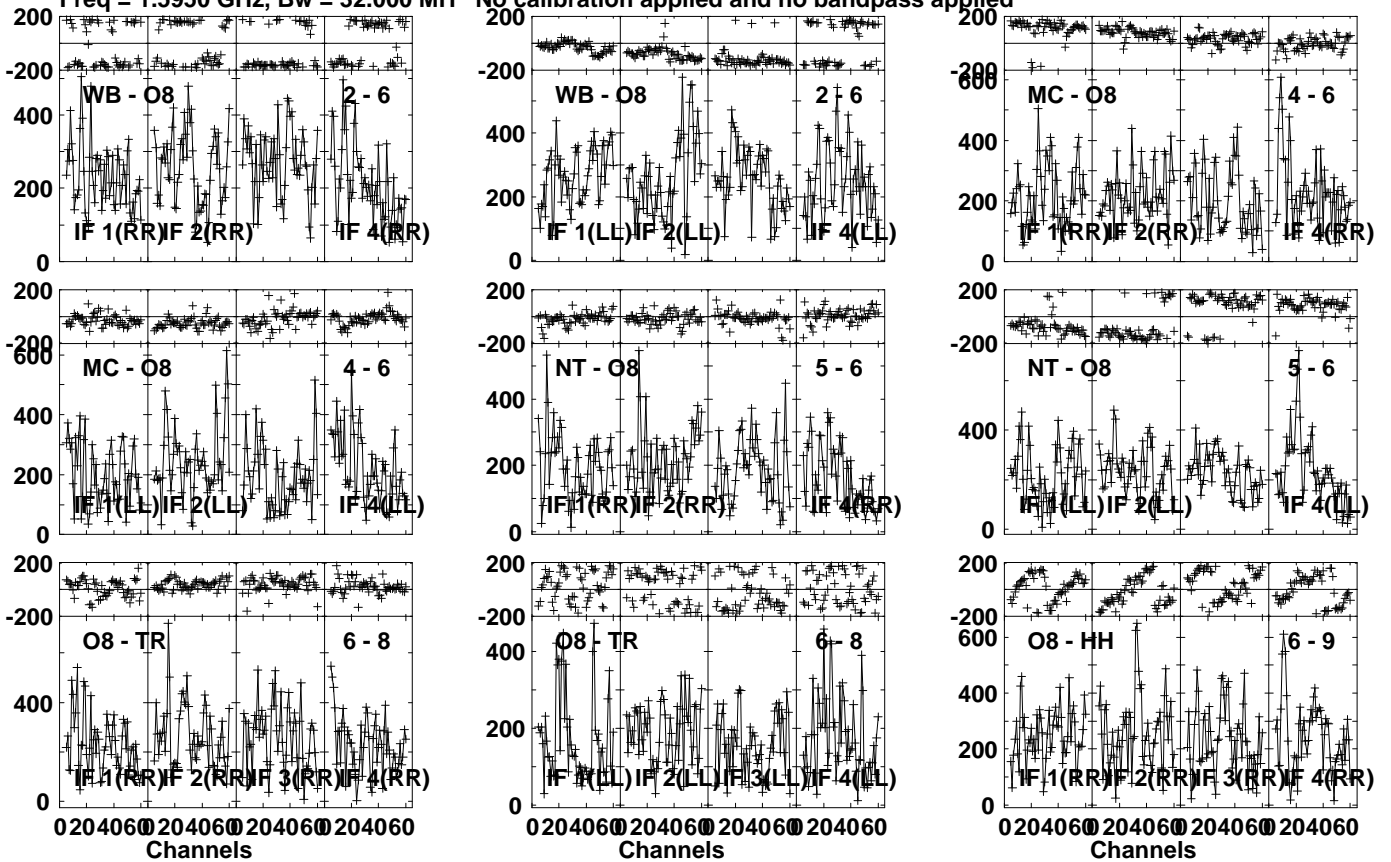 Freq = 1.5950 GHz, Bw = 32.000 MH No calibration applied and no bandpass applied
200 200 200
-200 -200 -200
WB - O8 2 - 6 WB - O8 2 - 6 MC - O8 4 - 6
600
400 400 400
200 200 200
IF 1(RR) IF 2(RR) IF 4(RR) IF 1(LL) IF 2(LL) IF 4(LL) IF 1(RR) IF 2(RR) IF 4(RR)
0 0 0
200 200 200
-200 -200 -200
600
MC - O8 4 - 6 NT - O8 5 - 6 NT - O8 5 - 6
400 400 400
200 200
IF 1(LL) IF 2(LL) IF 4(LL) IF 1(RR) IF 2(RR) IF 4(RR) IF 1(LL) IF 2(LL) IF 4(LL)
0 0 0
200 200 200
-200 -200 -200
O8 - TR 6 - 8 O8 - TR 6 - 8 O8 - HH 6 - 9
600
400 400 400
200 200
IF 1(RR) IF 2(RR) IF 3(RR) IF 4(RR) IF 1(LL) IF 2(LL) IF 3(LL) IF 4(LL) IF 1(RR) IF 2(RR) IF 3(RR) IF 4(RR)
0 0 0
0 20 40 60 0 20 40 60 0 20 40 60 0 20 40 60 0 20 40 60 0 20 40 60 0 20 40 60 0 20 40 60 0 20 40 60 0 20 40 60 0 20 40 60 0 20 40 60
Channels Channels Channels